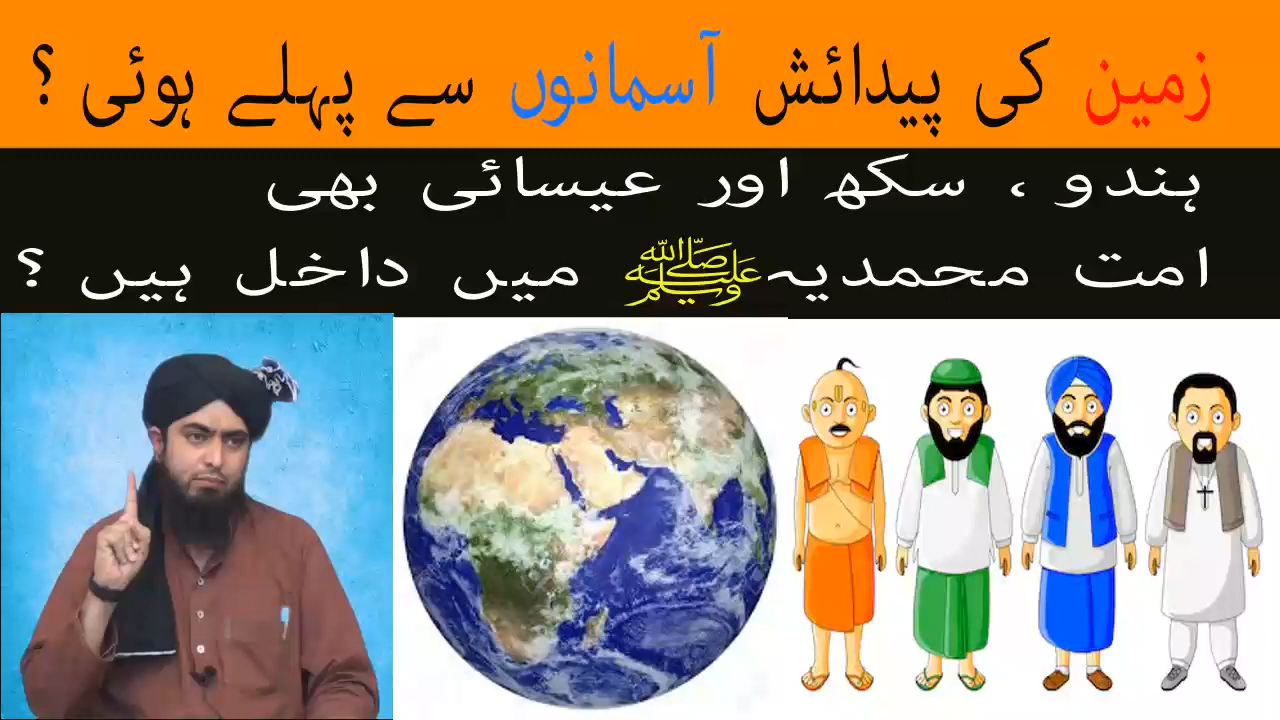 زمین کی پیدائش آسمانوں سے پہلے ہوئی ؟
ہندو ، سکھ اور عیسائی بھی
امت محمدیہ ﷺ میں داخل ہیں ؟